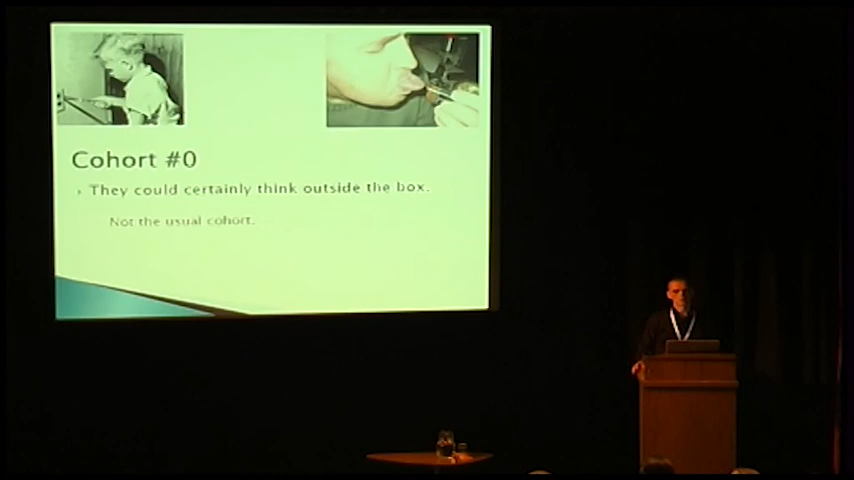 Cohort #0
They could certainly think outside the box.
Not the usual cohort.